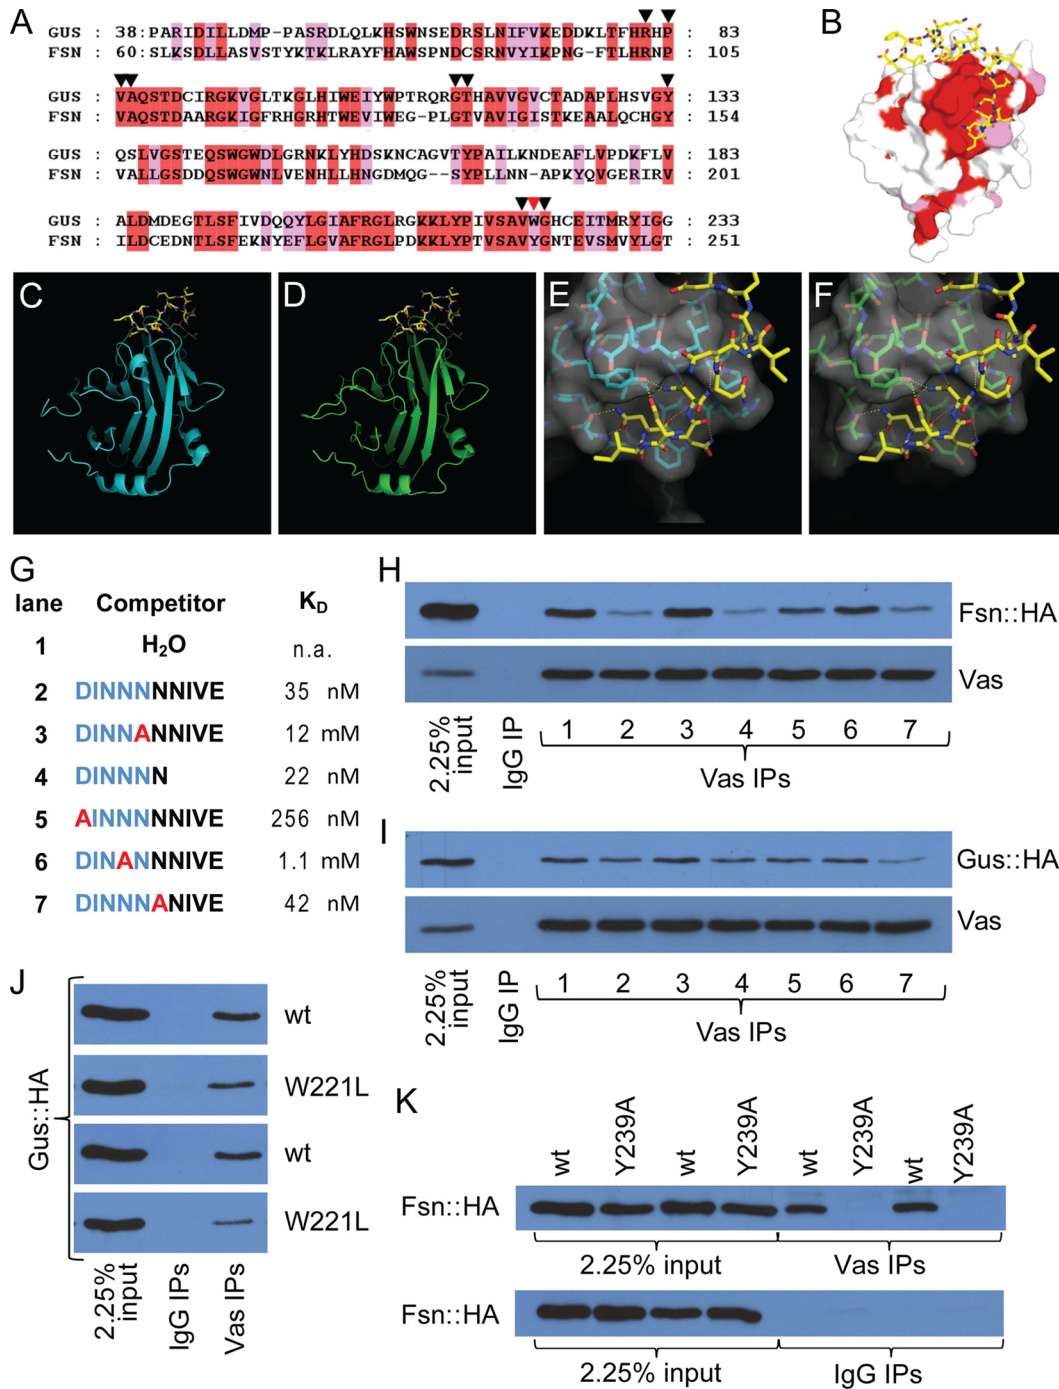 A
GUS : 38:PARIDILLDMP-PASRDLQLKHSWNSEDRSLNIFVKEDDKLTFHRHP : 83
FSN : 60:SLKSDLLASVSTYKTKLRAYFHAWSPNDCSRNVYIKPNG-FTLHRNP : 105
GUS : VAQSTDCIRGKVGLTKGLHIWEIYWPTRQRGTHAVVGVCTADAPLHSVGY : 133
FSN : VAQSTDAARGKIGFRHGRHTWEVIWEG-PLGTVAVIGISTKEAALQCHGY : 154
GUS : QSLVGSTEQSWGWDLGRNKLYHDSKNCAGVTYPAILKNDEAFLVPDKFLV : 183
FSN : VALLGSDDQSWGWNLVENHLLHNGDMQG--SYPLLNN-APKYQVGERIRV : 201
GUS : ALDMDEGTLSFIVDQQYLGIAFRGLRGKKLYPIVSAVWGHCEITMRYIGG : 233
FSN : ILDCEDNTLSFEKNYEFLGVAFRGLPDKKLYPTVSAVYGNTEVSMVYLGT : 251
B
C
D
E
F
G
lane Competitor KD
1 H2O n.a.
2 DINNNNNIVE 35 nM
3 DINNANNIVE 12 mM
4 DINNNN 22 nM
5 AINNNNNIVE 256 nM
6 DINANNNIVE 1.1 mM
7 DINNNANIVE 42 nM
H
Fsn::HA
Vas
2.25% input
IgG IP
1 2 3 4 5 6 7
Vas IPs
I
Gus::HA
Vas
2.25% input
IgG IP
1 2 3 4 5 6 7
Vas IPs
J
Gus::HA
wt
W221L
wt
W221L
2.25% input
IgG IPs
Vas IPs
K
wt Y239A wt Y239A wt Y239A wt Y239A
Fsn::HA
2.25% input Vas IPs
Fsn::HA
2.25% input IgG IPs